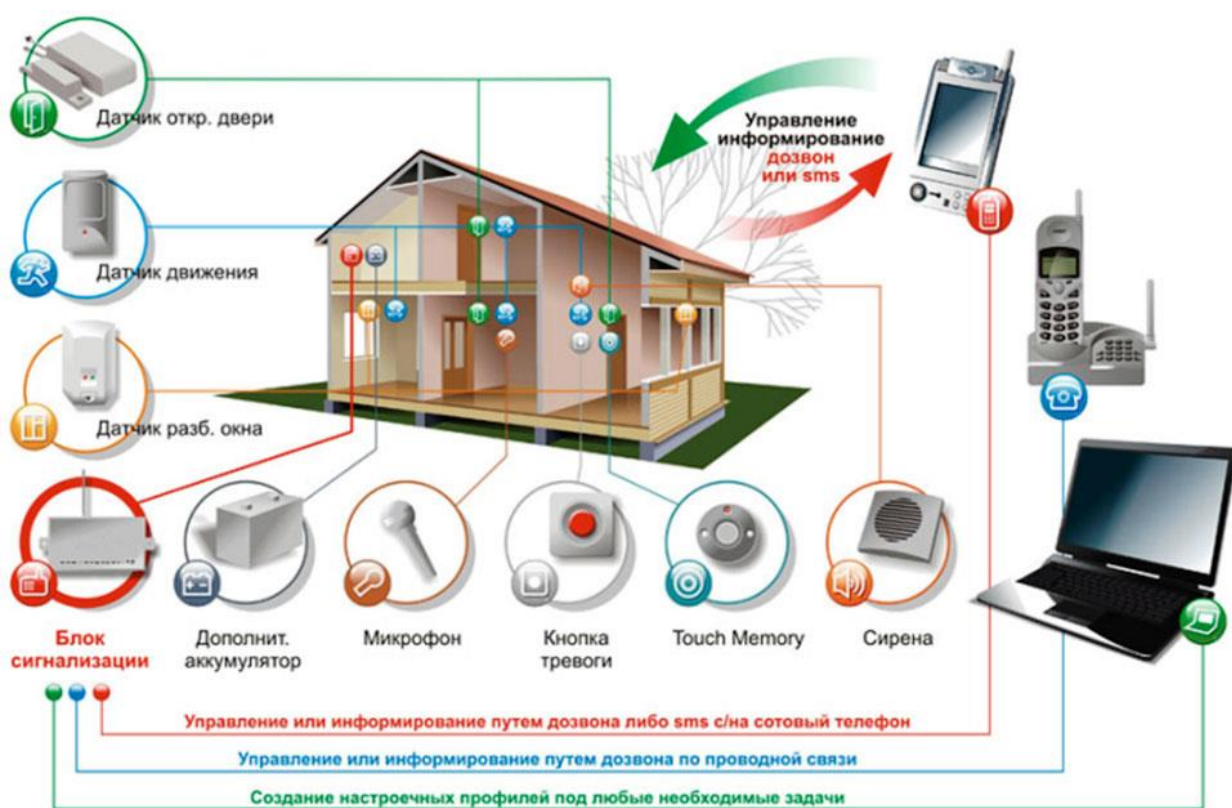 Датчик откр. двери
Управление
информирование
дозвон
или sms
Датчик движения
Датчик разб. окна
Блок
сигнализации
Дополнит.
аккумулятор
Микрофон
Кнопка
тревоги
Touch Memory
Сирена
Управление или информирование путем дозвона либо sms с/на сотовый телефон
Управление или информирование путем дозвона по проводной связи
Создание настроечных профилей под любые необходимые задачи